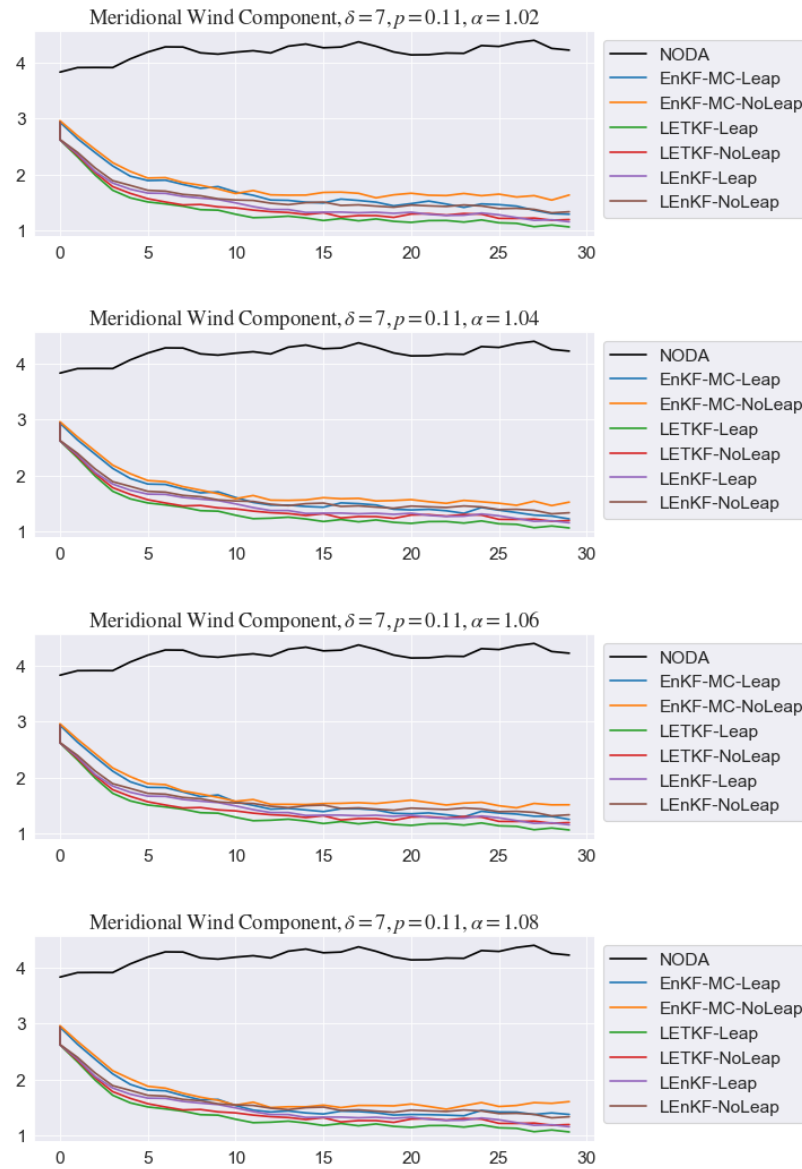 Meridional Wind Component, δ = 7, p = 0.11, α = 1.02
4
3
2
1
0 5 10 15 20 25 30
NODA
EnKF-MC-Leap
EnKF-MC-NoLeap
LETKF-Leap
LETKF-NoLeap
LEnKF-Leap
LEnKF-NoLeap
Meridional Wind Component, δ = 7, p = 0.11, α = 1.04
4
3
2
1
0 5 10 15 20 25 30
NODA
EnKF-MC-Leap
EnKF-MC-NoLeap
LETKF-Leap
LETKF-NoLeap
LEnKF-Leap
LEnKF-NoLeap
Meridional Wind Component, δ = 7, p = 0.11, α = 1.06
4
3
2
1
0 5 10 15 20 25 30
NODA
EnKF-MC-Leap
EnKF-MC-NoLeap
LETKF-Leap
LETKF-NoLeap
LEnKF-Leap
LEnKF-NoLeap
Meridional Wind Component, δ = 7, p = 0.11, α = 1.08
4
3
2
1
0 5 10 15 20 25 30
NODA
EnKF-MC-Leap
EnKF-MC-NoLeap
LETKF-Leap
LETKF-NoLeap
LEnKF-Leap
LEnKF-NoLeap